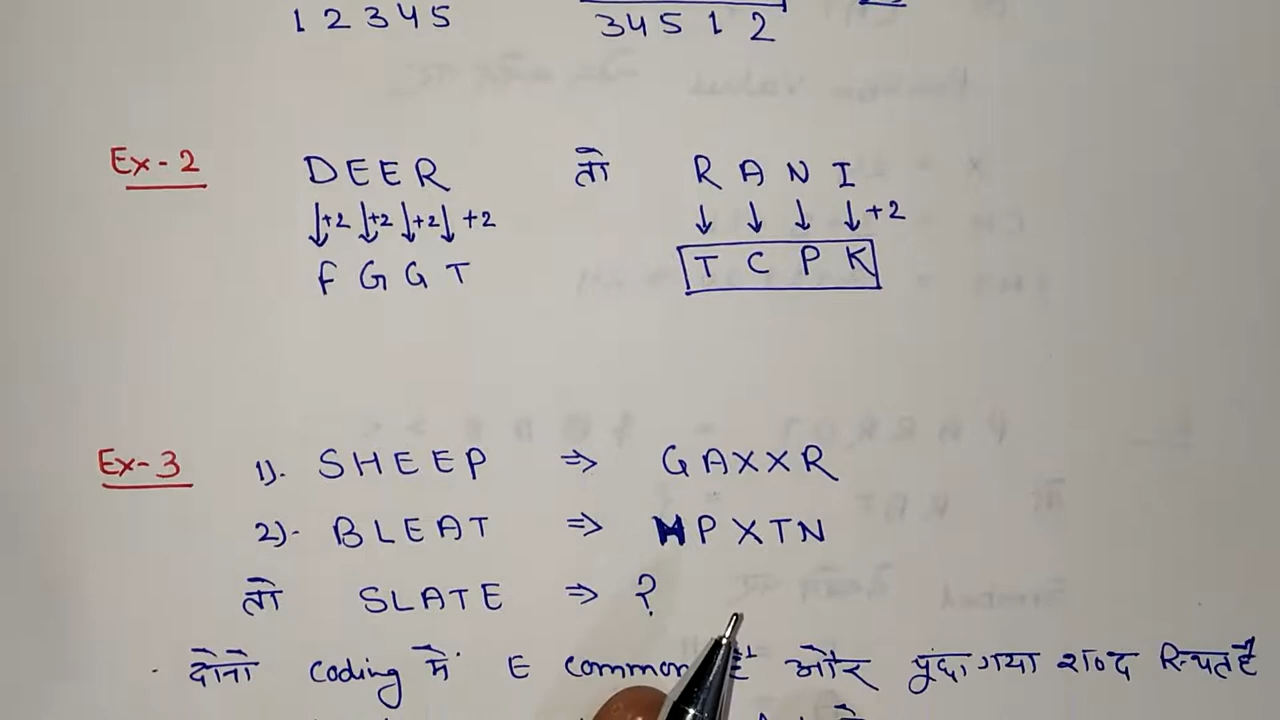 1 2 3 4 5 3 4 5 1 2
Ex-2 DEER तो RANI
↓+2 ↓+2 ↓+2 ↓+2 ↓ ↓ ↓ ↓+2
F G G T T C P K
Ex-3 1). SHEEP ⇒ GAXXR
2)- BLEAT ⇒ HPXTN
तो SLATE ⇒ ?
दोनो coding में E common है और पूंदा गया शब्द स्थित है